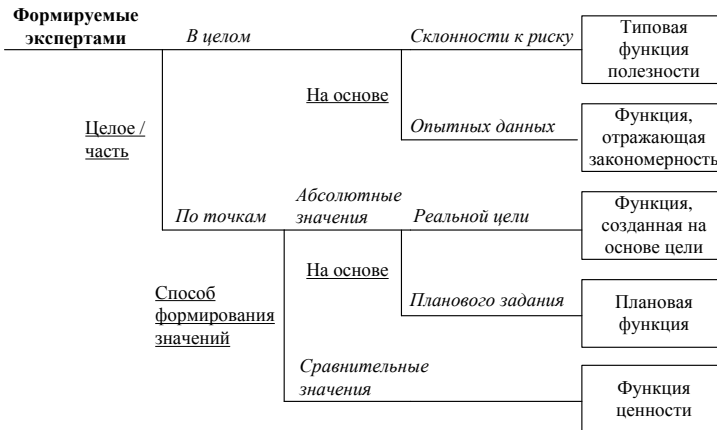 Формируемые
экспертами
В целом
Склонности к риску
Типовая
функция
полезности
На основе
Опытных данных
Функция,
отражающая
закономерность
Целое /
часть
По точкам
Абсолютные
значения
Реальной цели
Функция,
созданная на
основе цели
На основе
Способ
формирования
значений
Планового задания
Плановая
функция
Сравнительные
значения
Функция
ценности